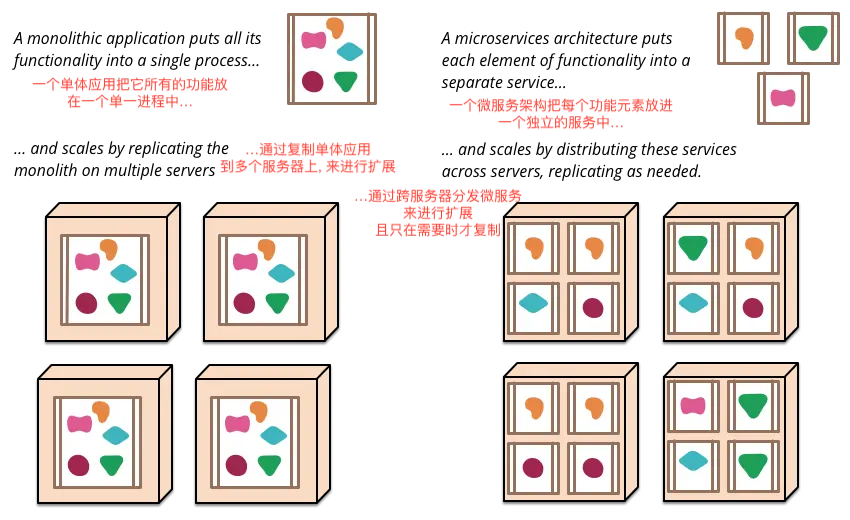 A monolithic application puts all its
functionality into a single process...
一个单体应用把它所有的功能放
在一个单一进程中…
... and scales by replicating the
monolith on multiple servers
…通过复制单体应用
到多个服务器上, 来进行扩展
A microservices architecture puts
each element of functionality into a
separate service...
一个微服务架构把每个功能元素放进
一个独立的服务中…
... and scales by distributing these services
across servers, replicating as needed.
…通过跨服务器分发微服务
来进行扩展
且只在需要时才复制